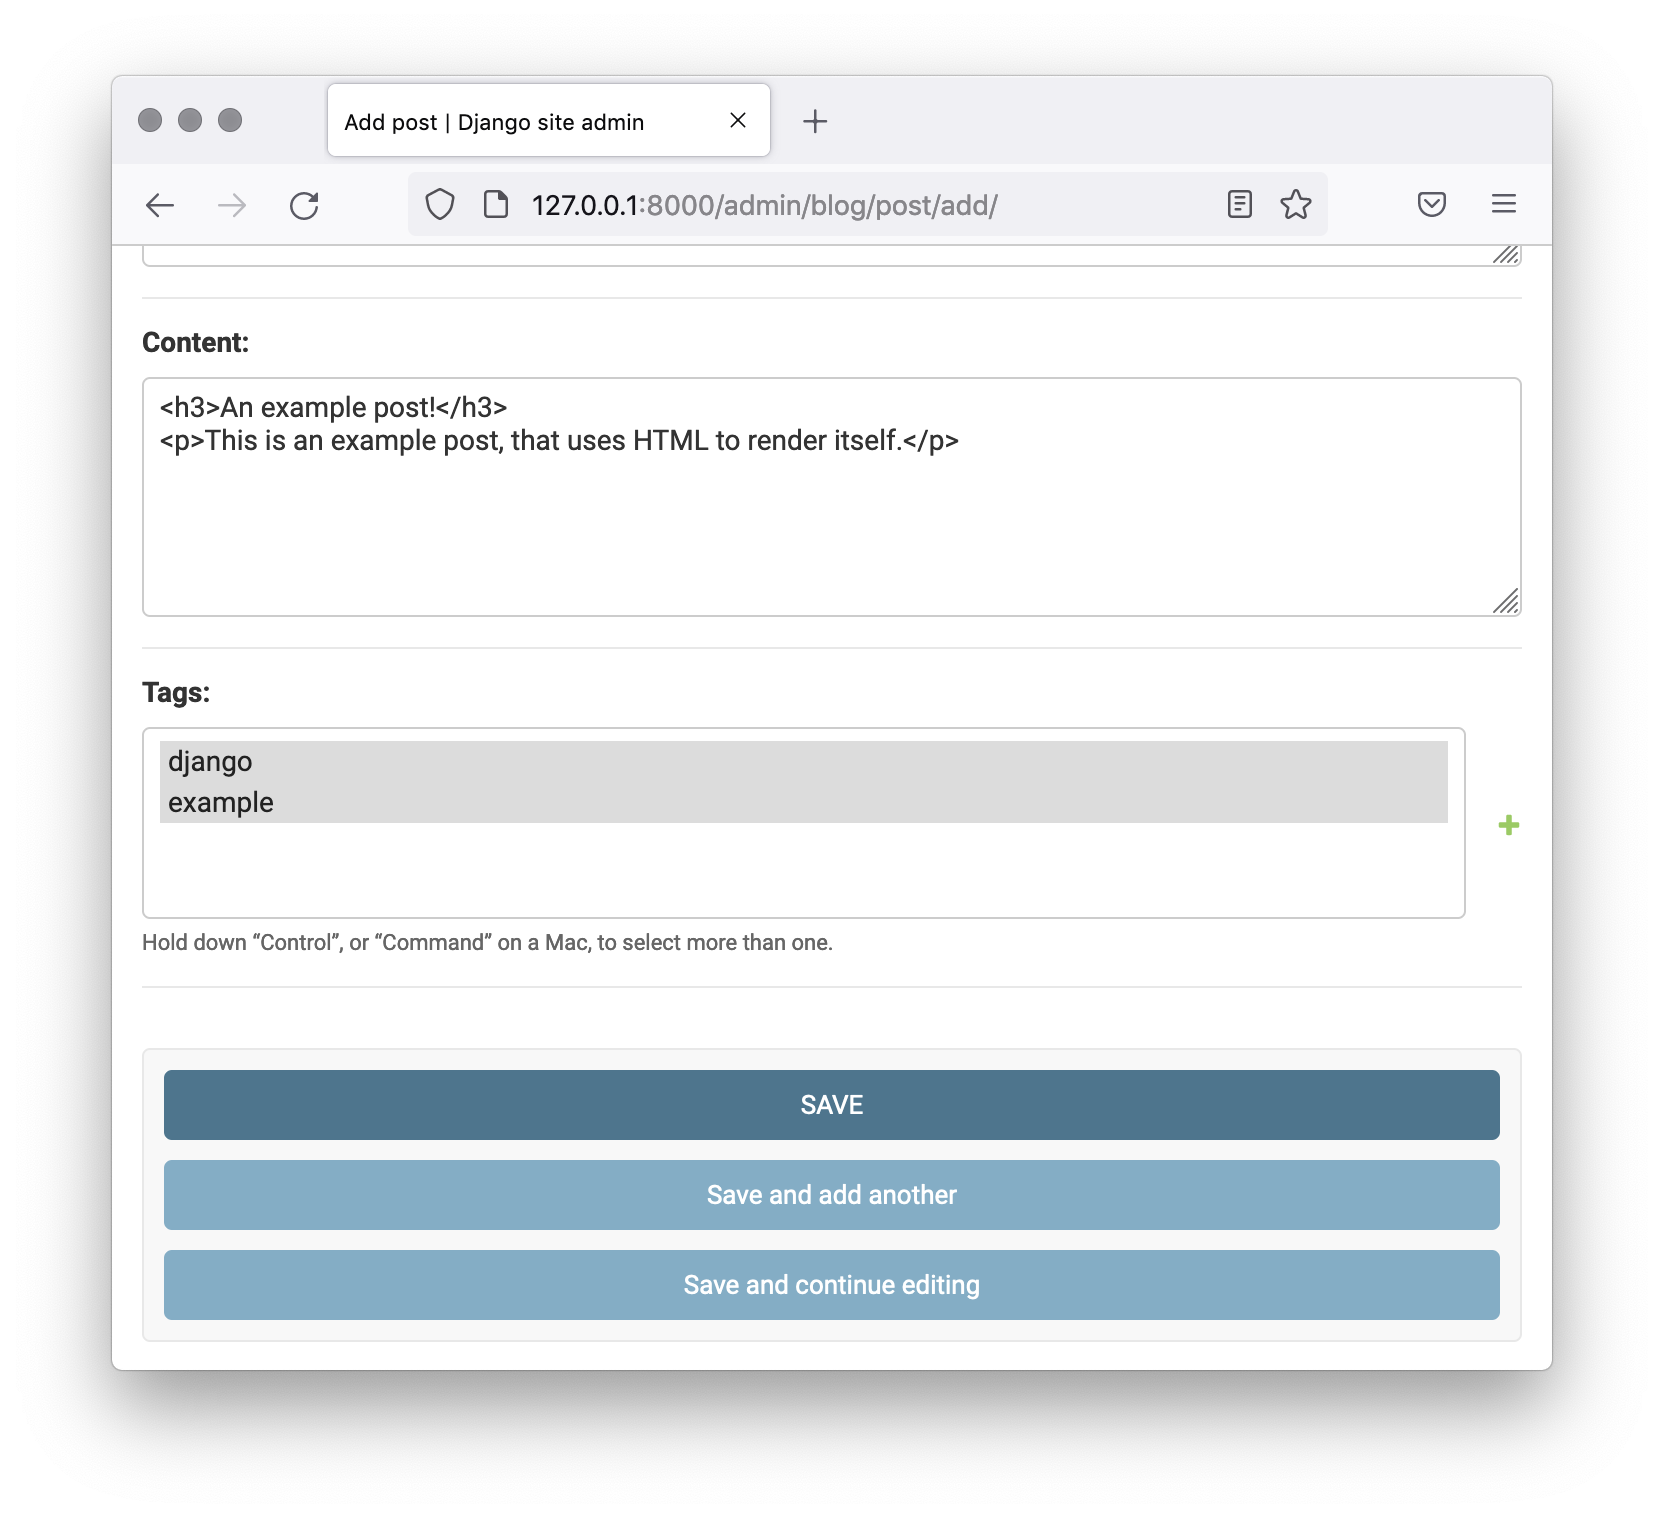 Add post | Django site admin
127.0.0.1:8000/admin/blog/post/add/
Content:
<h3>An example post!</h3>
<p>This is an example post, that uses HTML to render itself.</p>
Tags:
django
example
Hold down “Control”, or “Command” on a Mac, to select more than one.
SAVE
Save and add another
Save and continue editing